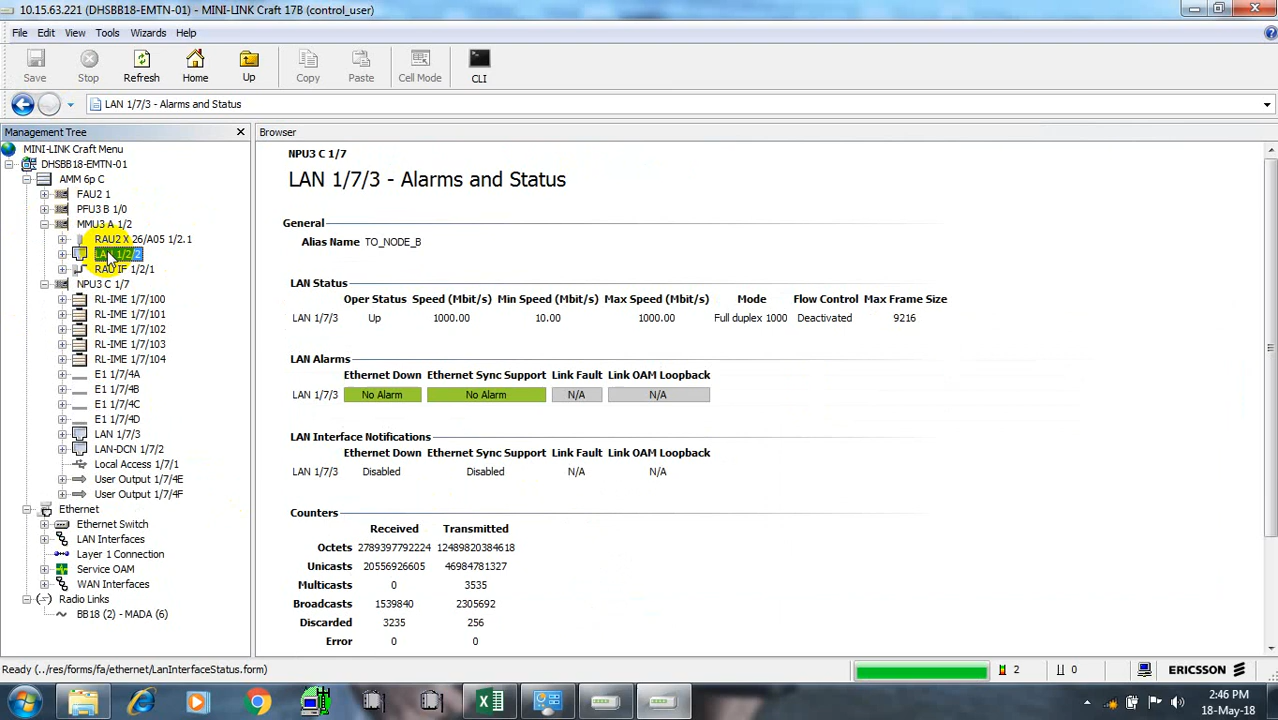 10.15.63.221 (DHSBB18-EMTN-01) - MINI-LINK Craft 17B (control_user)
File Edit View Tools Wizards Help
Save Stop Refresh Home Up Copy Paste Cell Mode CLI
LAN 1/7/3 - Alarms and Status
Management Tree
MINI-LINK Craft Menu
DHSBB18-EMTN-01
AMM 6p C
FAU2 1
PFU3 B 1/0
MMU3 A 1/2
RAU2 X 26/A05 1/2.1
LAN 1/2/2
RAU IF 1/2/1
NPU3 C 1/7
RL-IME 1/7/100
RL-IME 1/7/101
RL-IME 1/7/102
RL-IME 1/7/103
RL-IME 1/7/104
E1 1/7/4A
E1 1/7/4B
E1 1/7/4C
E1 1/7/4D
LAN 1/7/3
LAN-DCN 1/7/2
Local Access 1/7/1
User Output 1/7/4E
User Output 1/7/4F
Ethernet
Ethernet Switch
LAN Interfaces
Layer 1 Connection
Service OAM
WAN Interfaces
Radio Links
BB18 (2) - MADA (6)
Browser
NPU3 C 1/7
LAN 1/7/3 - Alarms and Status
General
Alias Name TO_NODE_B
LAN Status
Oper Status Speed (Mbit/s) Min Speed (Mbit/s) Max Speed (Mbit/s) Mode Flow Control Max Frame Size
LAN 1/7/3 Up 1000.00 10.00 1000.00 Full duplex 1000 Deactivated 9216
LAN Alarms
Ethernet Down Ethernet Sync Support Link Fault Link OAM Loopback
LAN 1/7/3 No Alarm No Alarm N/A N/A
LAN Interface Notifications
Ethernet Down Ethernet Sync Support Link Fault Link OAM Loopback
LAN 1/7/3 Disabled Disabled N/A N/A
Counters
Received Transmitted
Octets 2789397792224 12489820384618
Unicasts 20556926605 46984781327
Multicasts 0 3535
Broadcasts 1539840 2305692
Discarded 3235 256
Error 0 0
Ready (../res/forms/fa/ethernet/LanInterfaceStatus.form)
2 0 ERICSSON
2:46 PM
18-May-18